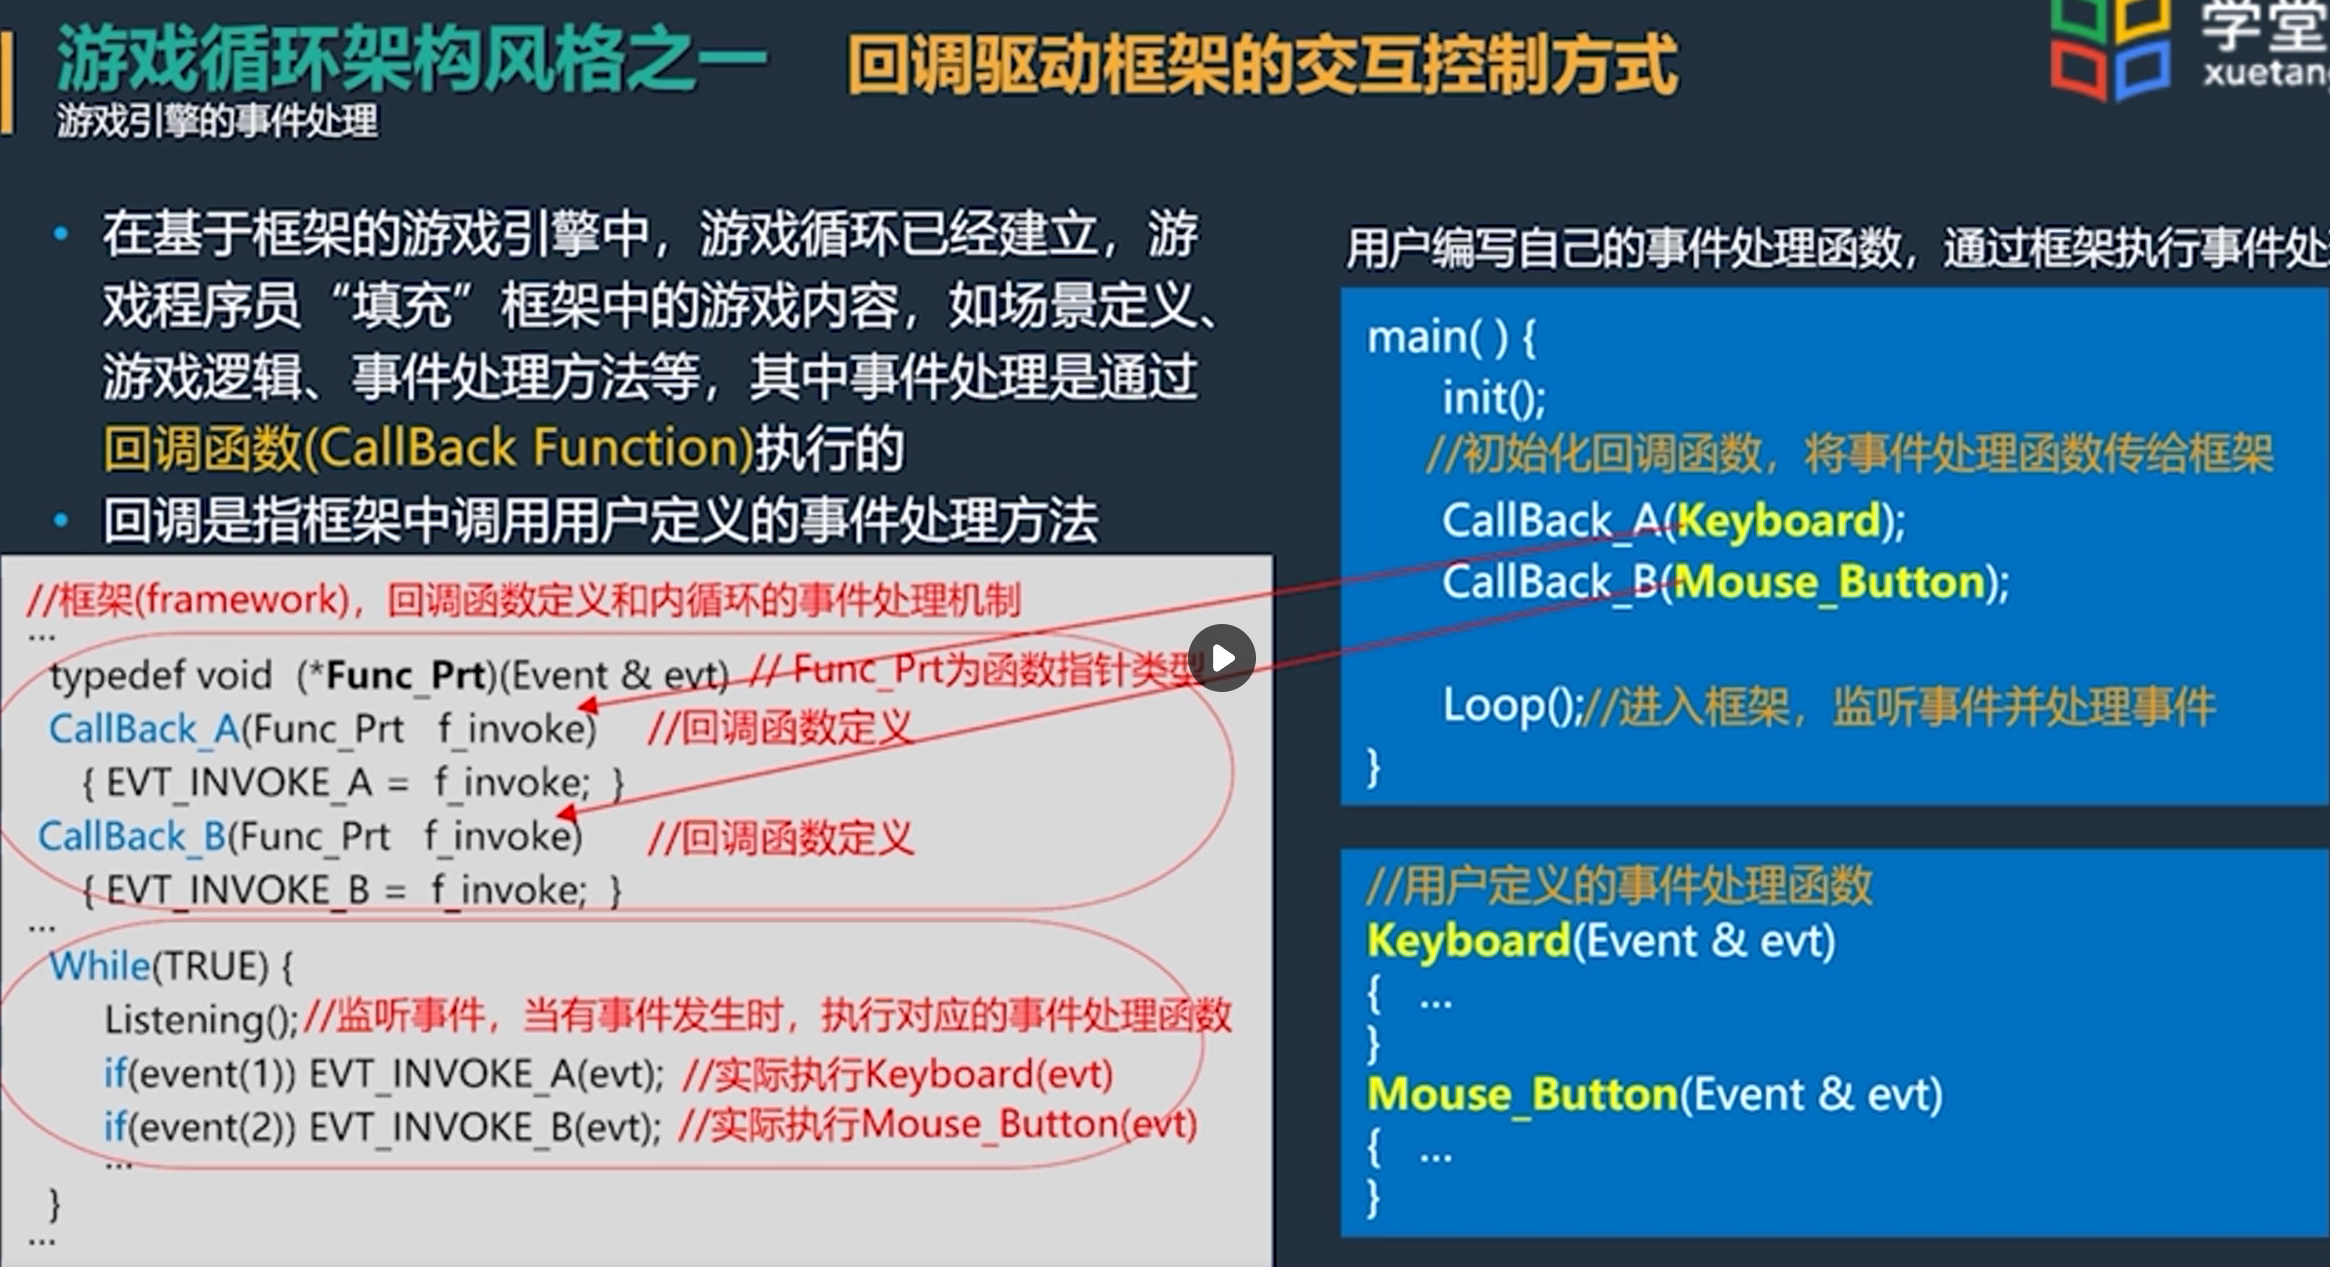 游戏循环架构风格之一 回调驱动框架的交互控制方式
游戏引擎的事件处理
学堂
xuetang
• 在基于框架的游戏引擎中，游戏循环已经建立，游
戏程序员“填充”框架中的游戏内容，如场景定义、
游戏逻辑、事件处理方法等，其中事件处理是通过
回调函数(CallBack Function)执行的
• 回调是指框架中调用用户定义的事件处理方法
//框架(framework)，回调函数定义和内循环的事件处理机制
...
typedef void (*Func_Prt)(Event & evt) // Func_Prt为函数指针类型
CallBack_A(Func_Prt f_invoke) //回调函数定义
{ EVT_INVOKE_A = f_invoke; }
CallBack_B(Func_Prt f_invoke) //回调函数定义
{ EVT_INVOKE_B = f_invoke; }
...
While(TRUE) {
Listening();//监听事件，当有事件发生时，执行对应的事件处理函数
if(event(1)) EVT_INVOKE_A(evt); //实际执行Keyboard(evt)
if(event(2)) EVT_INVOKE_B(evt); //实际执行Mouse_Button(evt)
...
}
...
用户编写自己的事件处理函数，通过框架执行事件处
main( ) {
init();
//初始化回调函数，将事件处理函数传给框架
CallBack_A(Keyboard);
CallBack_B(Mouse_Button);
Loop();//进入框架，监听事件并处理事件
}
//用户定义的事件处理函数
Keyboard(Event & evt)
{ ...
}
Mouse_Button(Event & evt)
{ ...
}